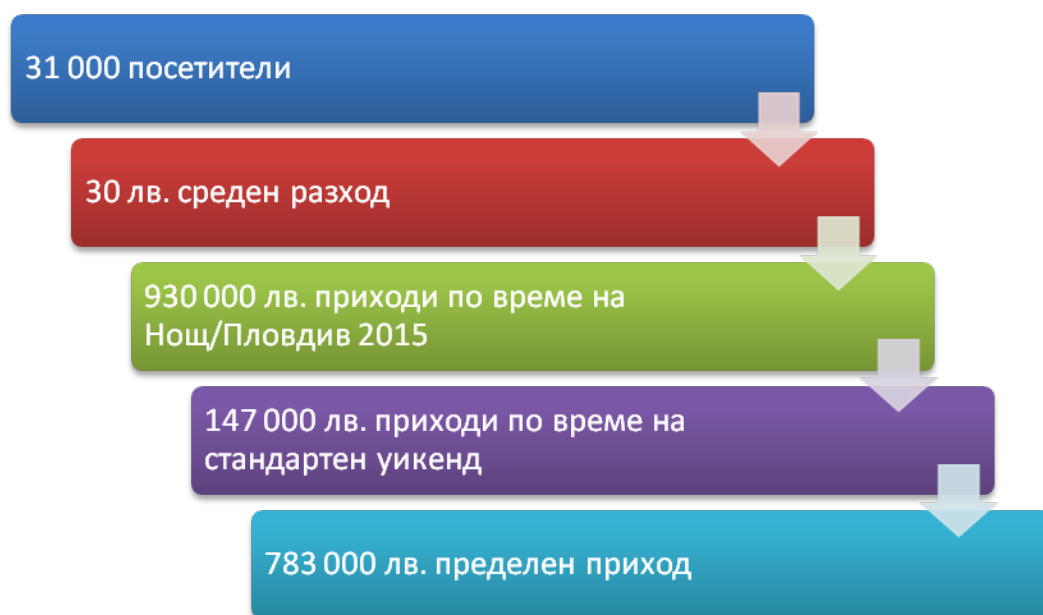 31 000 посетители
30 лв. среден разход
930 000 лв. приходи по време на
Нощ/Пловдив 2015
147 000 лв. приходи по време на
стандартен уикенд
783 000 лв. пределен приход